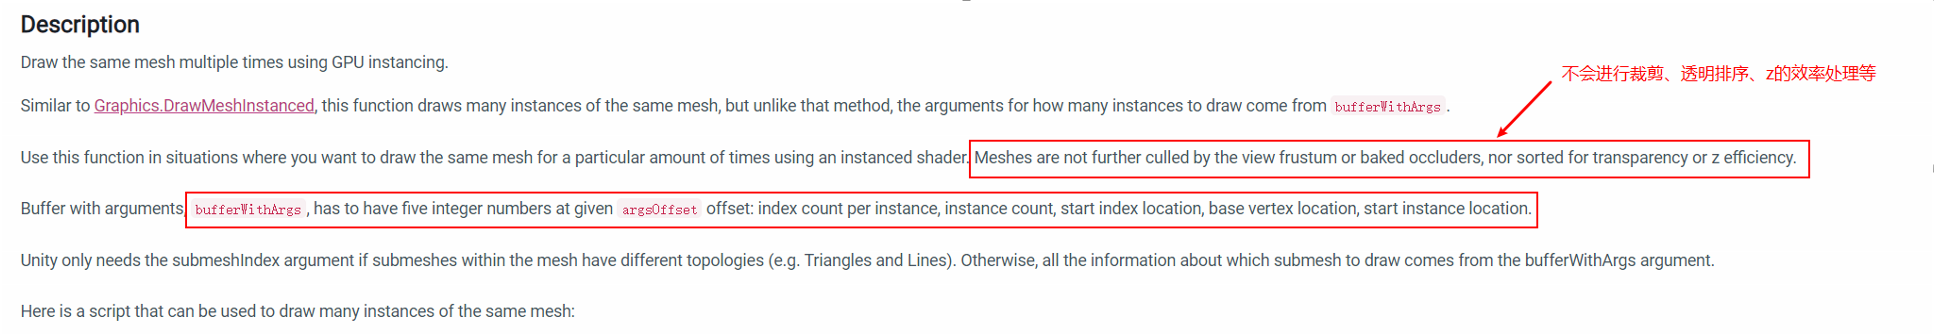 Description
Draw the same mesh multiple times using GPU instancing.
不会进行裁剪、透明排序、z的效率处理等
Similar to Graphics.DrawMeshInstanced, this function draws many instances of the same mesh, but unlike that method, the arguments for how many instances to draw come from bufferWithArgs.
Use this function in situations where you want to draw the same mesh for a particular amount of times using an instanced shader. Meshes are not further culled by the view frustum or baked occluders, nor sorted for transparency or z efficiency.
Buffer with arguments, bufferWithArgs, has to have five integer numbers at given argsOffset offset: index count per instance, instance count, start index location, base vertex location, start instance location.
Unity only needs the submeshIndex argument if submeshes within the mesh have different topologies (e.g. Triangles and Lines). Otherwise, all the information about which submesh to draw comes from the bufferWithArgs argument.
Here is a script that can be used to draw many instances of the same mesh: